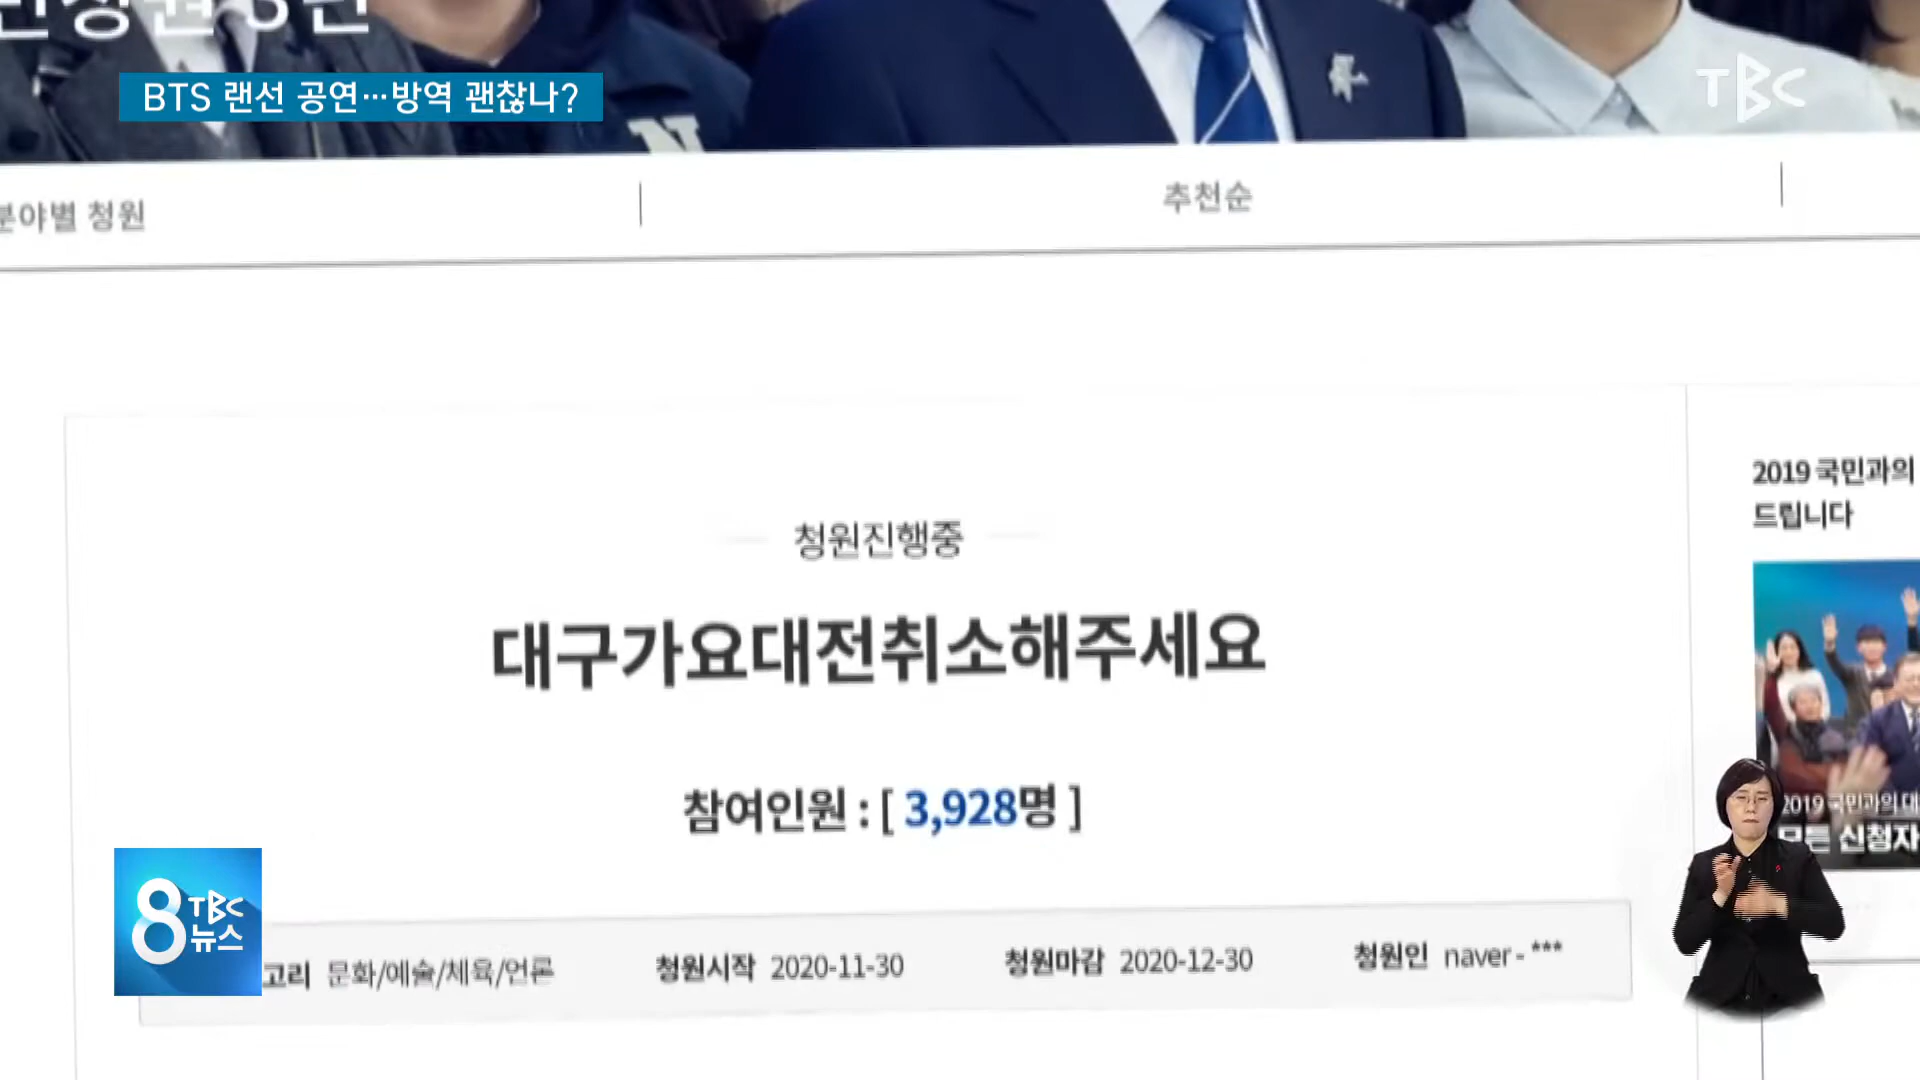 BTS 랜선 공연…방역 괜찮나?
TBC
청원
추천순
2019 국민과의
드립니다
청원진행중
대구가요대전취소해주세요
참여인원 : [ 3,928명 ]
2019 국민과의 대
모든 신청자
8 TBC 뉴스
고리 문화/예술/체육/언론 청원시작 2020-11-30 청원마감 2020-12-30 청원인 naver - ***